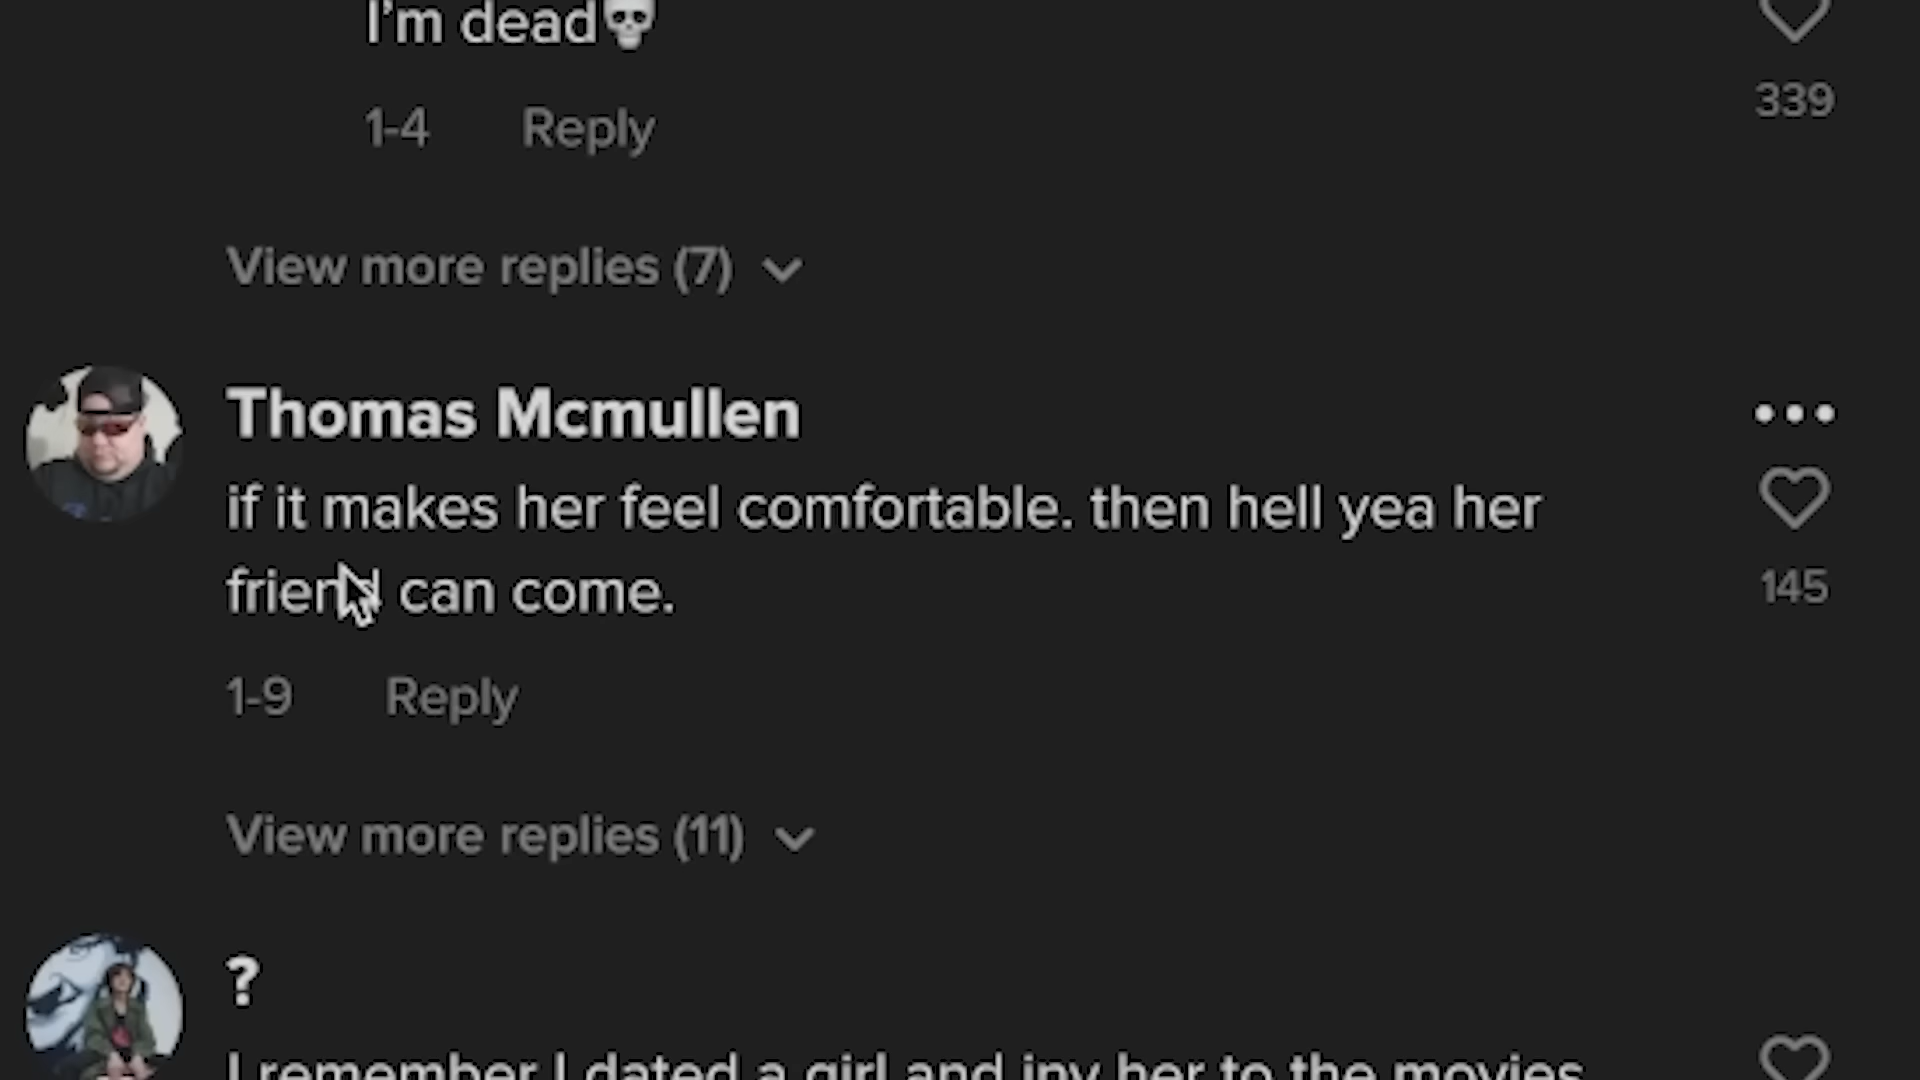 I'm dead💀
339
1-4 Reply
View more replies (7)
Thomas Mcmullen
if it makes her feel comfortable. then hell yea her
friend can come.
145
1-9 Reply
View more replies (11)
?
I remember I dated a girl and inv her to the movies